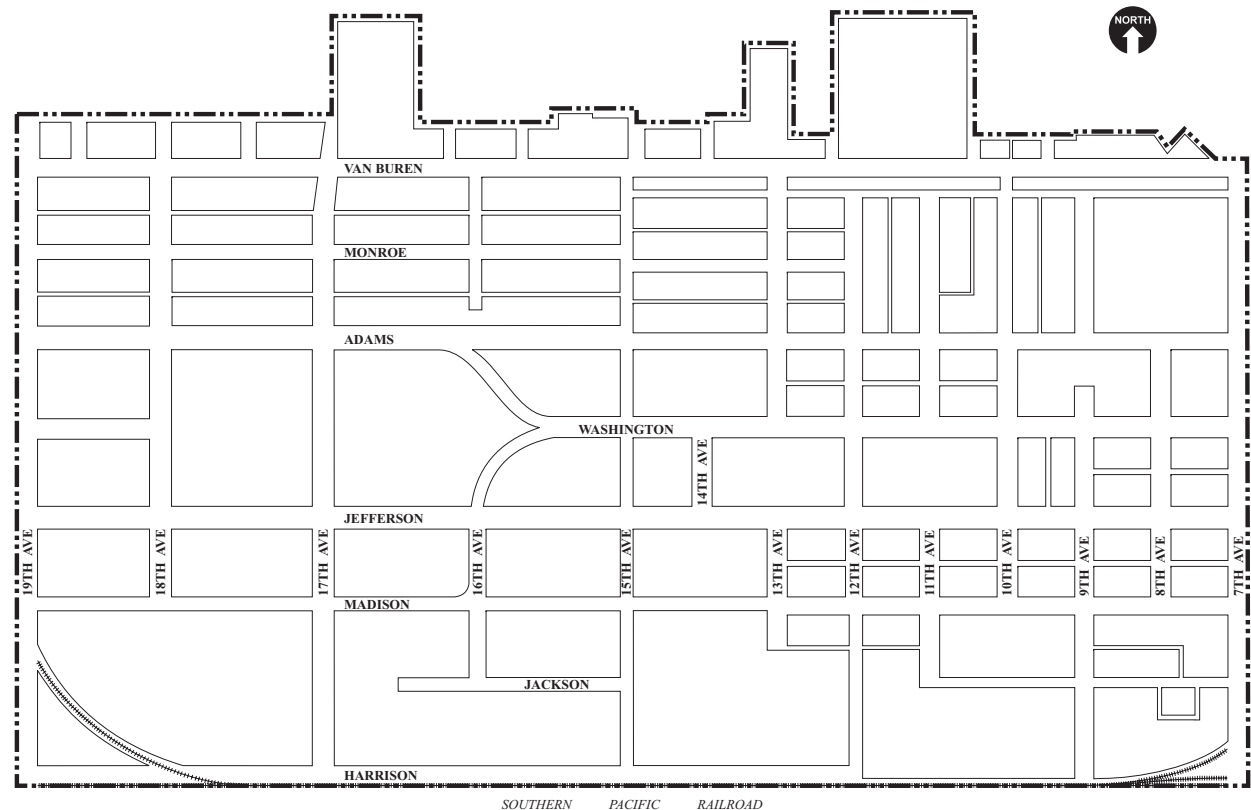 NORTH
VAN BUREN
MONROE
ADAMS
WASHINGTON
14TH AVE
JEFFERSON
19TH AVE
18TH AVE
17TH AVE
16TH AVE
15TH AVE
13TH AVE
12TH AVE
11TH AVE
10TH AVE
9TH AVE
8TH AVE
7TH AVE
MADISON
JACKSON
HARRISON
SOUTHERN PACIFIC RAILROAD